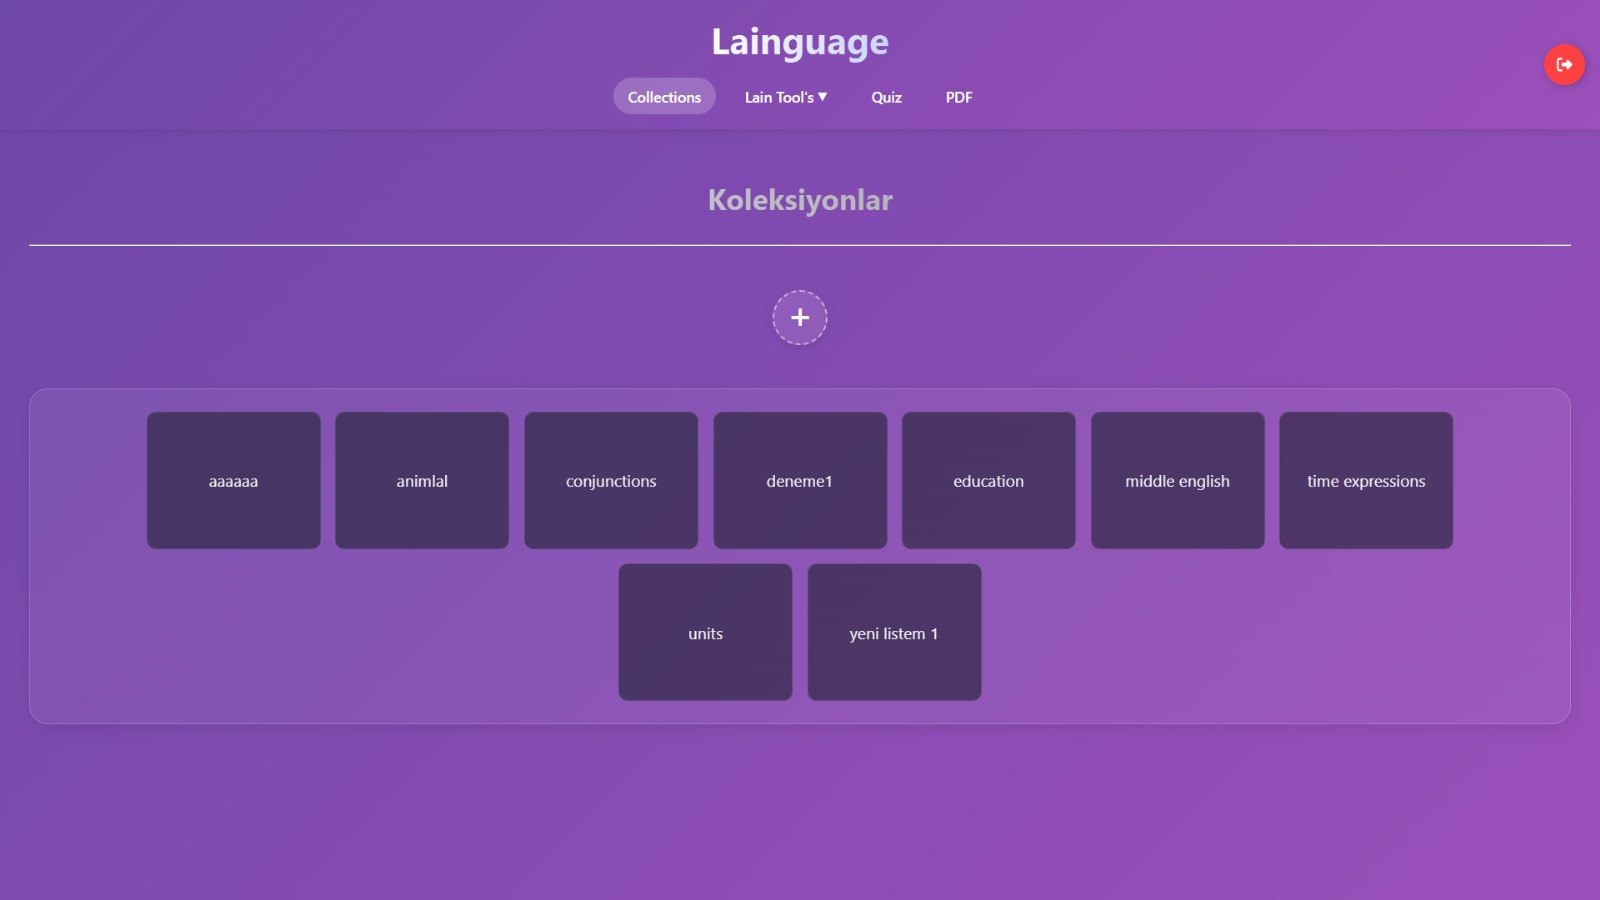 Lainguage
Collections Lain Tool's ▼ Quiz PDF
Koleksiyonlar
+
aaaaaa animlal conjunctions deneme1 education middle english time expressions
units yeni listem 1